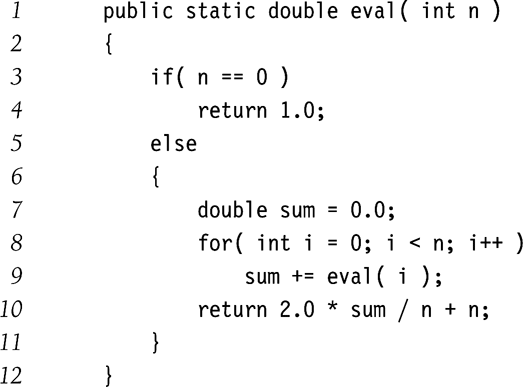 1 public static double eval( int n )
2 {
3 if( n == 0 )
4 return 1.0;
5 else
6 {
7 double sum = 0.0;
8 for( int i = 0; i < n; i++ )
9 sum += eval( i );
10 return 2.0 * sum / n + n;
11 }
12 }